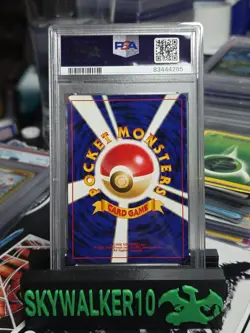 PSA
83444200
POCKET MONSTERS
CARD GAME
SKYWALKER10